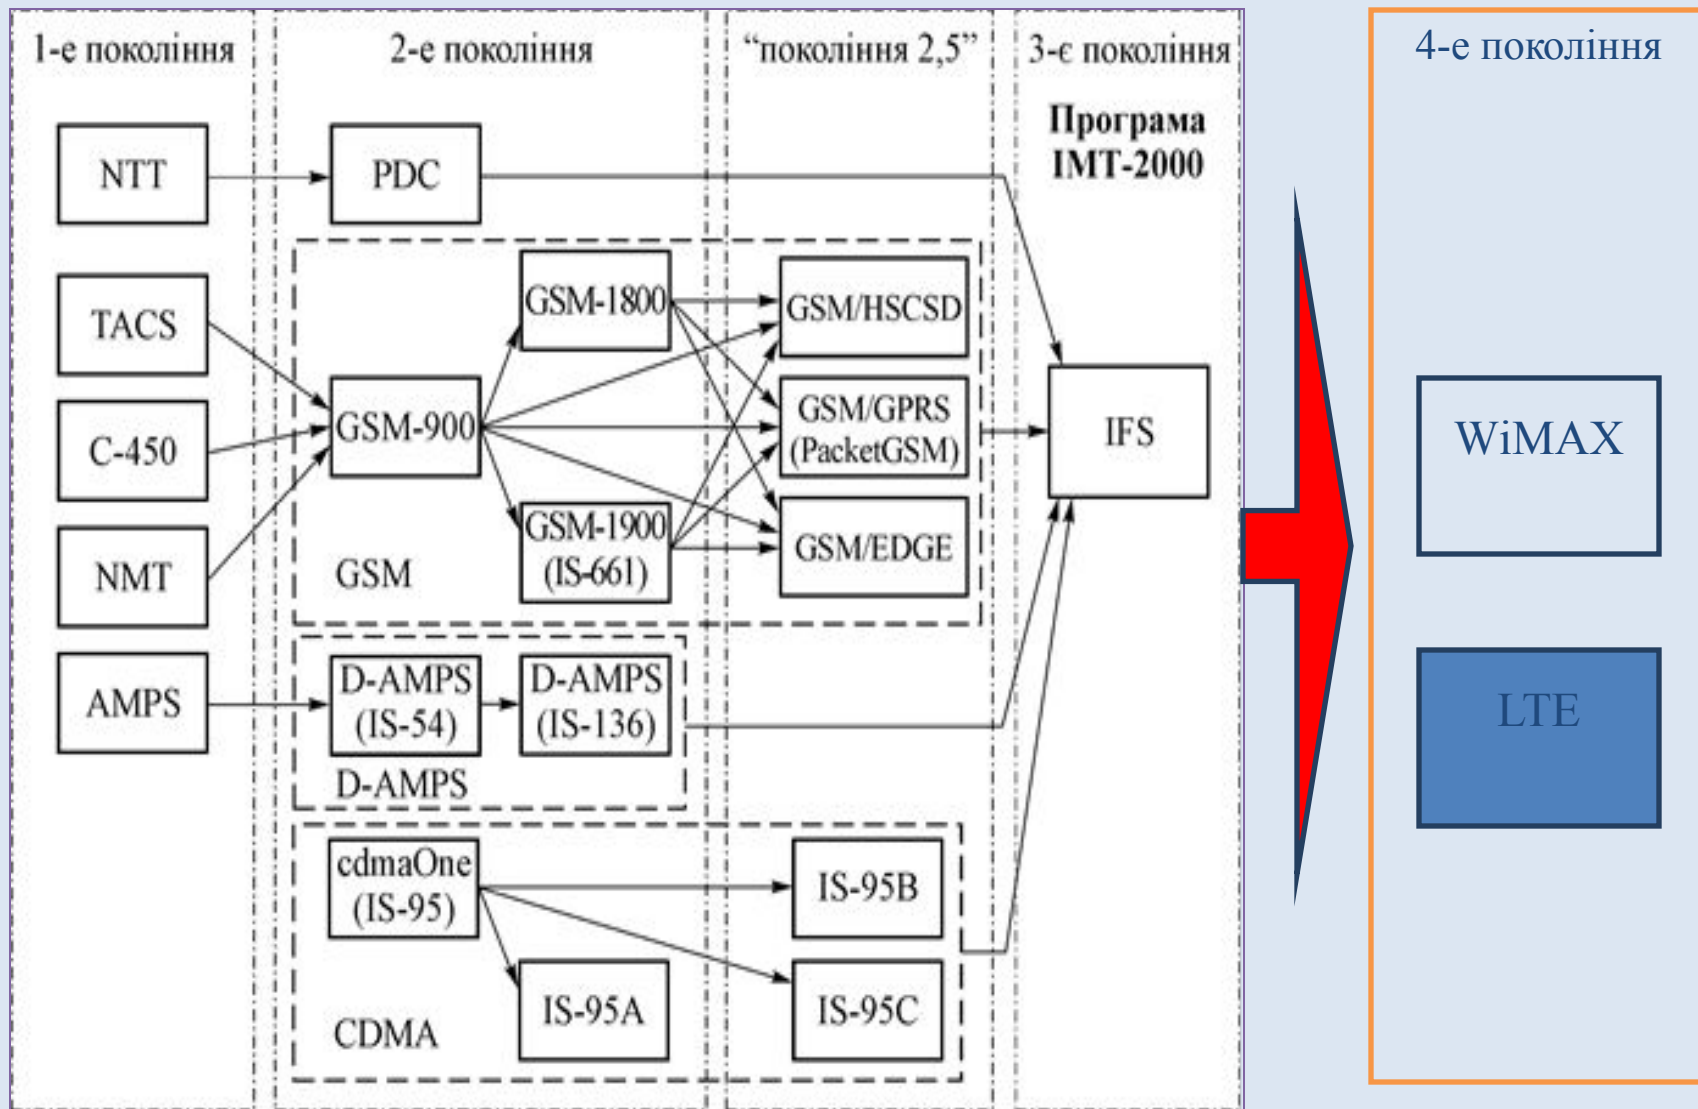 1-е покоління
2-е покоління
“покоління 2,5”
3-є покоління
4-е покоління
Програма
IMT-2000
NTT
PDC
TACS
C-450
NMT
AMPS
GSM-900
GSM-1800
GSM-1900
(IS-661)
GSM
GSM/HSCSD
GSM/GPRS
(PacketGSM)
GSM/EDGE
IFS
D-AMPS
(IS-54)
D-AMPS
(IS-136)
D-AMPS
cdmaOne
(IS-95)
IS-95A
CDMA
IS-95B
IS-95C
WiMAX
LTE